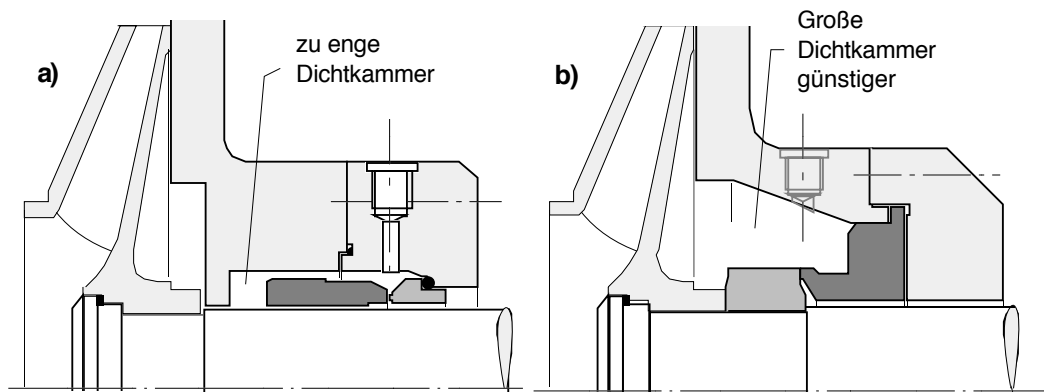 a)
zu enge
Dichtkammer
b)
Große
Dichtkammer
günstiger